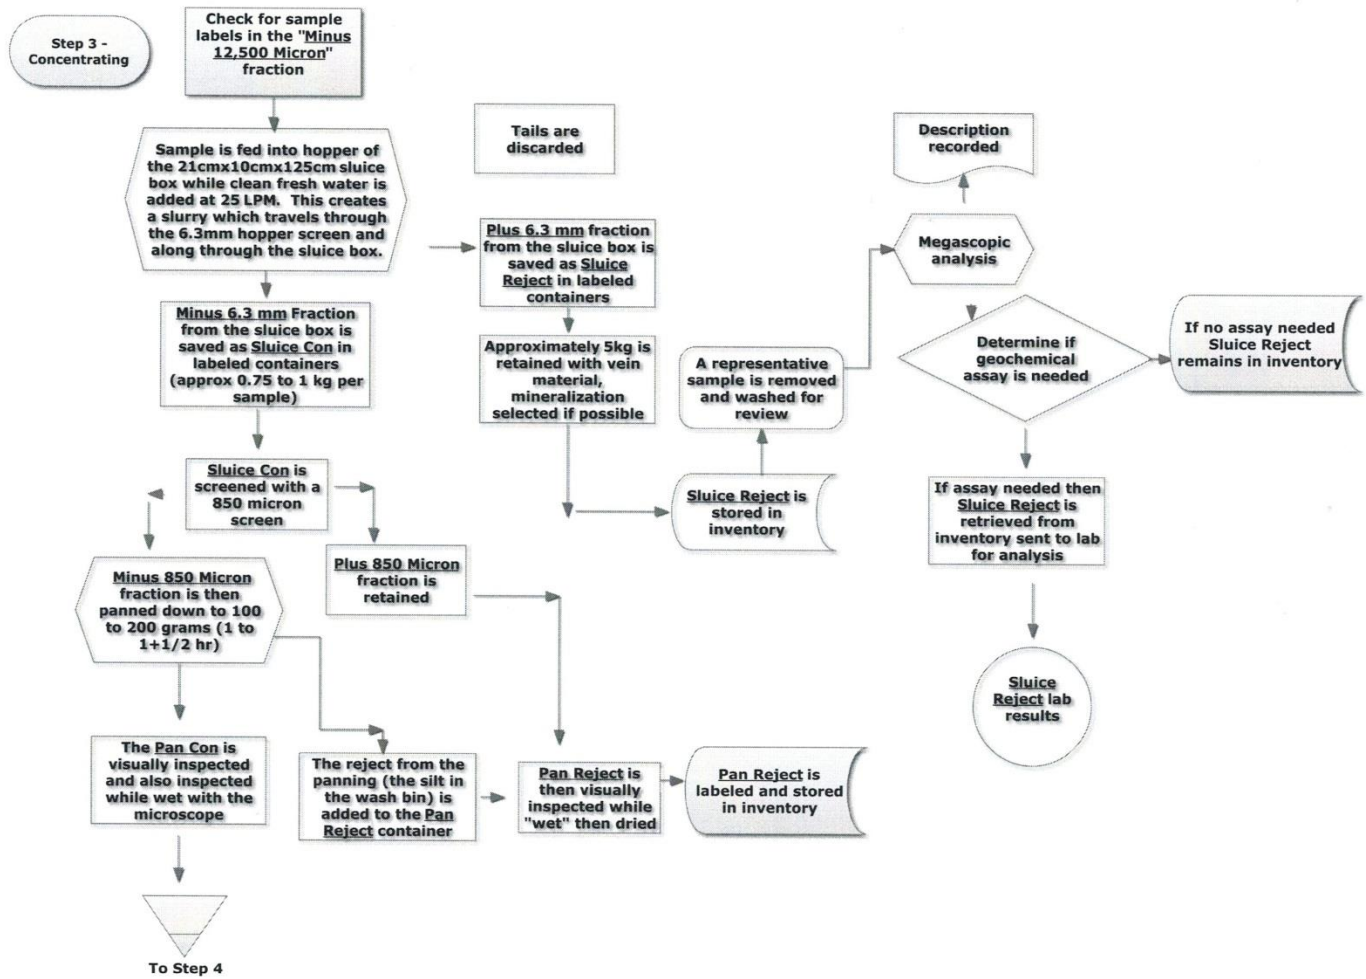 Step 3 -
Concentrating
Check for sample
labels in the "Minus
12,500 Micron"
fraction
Sample is fed into hopper of
the 21cmx10cmx125cm sluice
box while clean fresh water is
added at 25 LPM. This creates
a slurry which travels through
the 6.3mm hopper screen and
along through the sluice box.
Tails are
discarded
Minus 6.3 mm Fraction
from the sluice box is
saved as Sluice Con in
labeled containers
(approx 0.75 to 1 kg per
sample)
Plus 6.3 mm fraction
from the sluice box is
saved as Sluice
Reject in labeled
containers
Approximately 5kg is
retained with vein
material,
mineralization
selected if possible
Sluice Reject is
stored in
inventory
A representative
sample is removed
and washed for
review
Megascopic
analysis
Description
recorded
Determine if
geochemical
assay is needed
If no assay needed
Sluice Reject
remains in inventory
If assay needed then
Sluice Reject is
retrieved from
inventory sent to lab
for analysis
Sluice
Reject lab
results
Sluice Con is
screened with a
850 micron
screen
Plus 850 Micron
fraction is
retained
Minus 850 Micron
fraction is then
panned down to 100
to 200 grams (1 to
1+1/2 hr)
The Pan Con is
visually inspected
and also inspected
while wet with the
microscope
The reject from the
panning (the silt in
the wash bin) is
added to the Pan
Reject container
Pan Reject is
then visually
inspected while
"wet" then dried
Pan Reject is
labeled and stored
in inventory
To Step 4